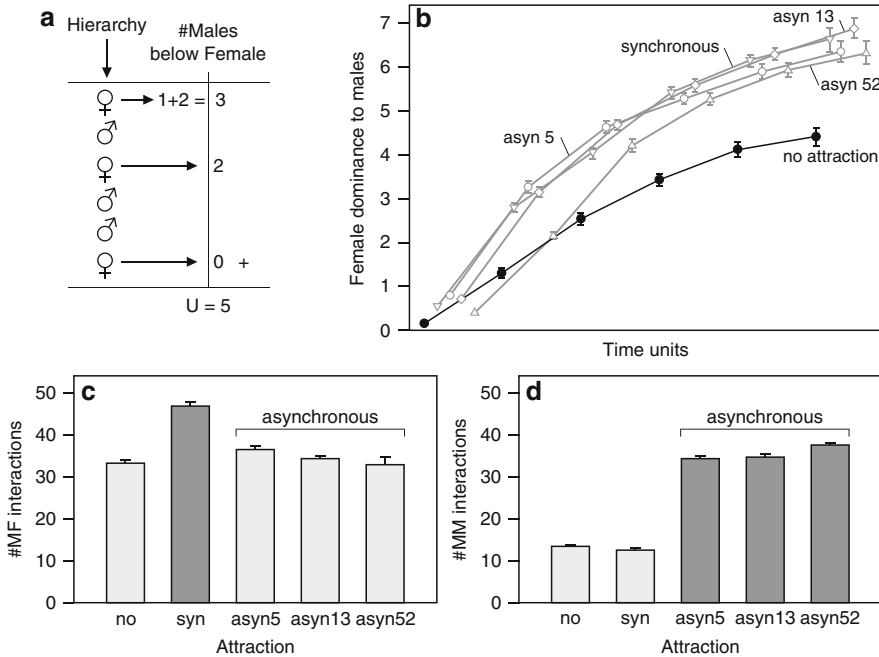 a
Hierarchy
#Males
below Female
♀ 1+2 = 3
♂
♀ 2
♂
♂
♀ 0 +
U = 5
b
Female dominance to males
7
6
5
4
3
2
1
0
asyn 13
synchronous
asyn 52
asyn 5
no attraction
Time units
c
#MF interactions
50
40
30
20
10
0
asynchronous
no syn asyn5 asyn13 asyn52
Attraction
d
#MM interactions
50
40
30
20
10
0
asynchronous
no syn asyn5 asyn13 asyn52
Attraction